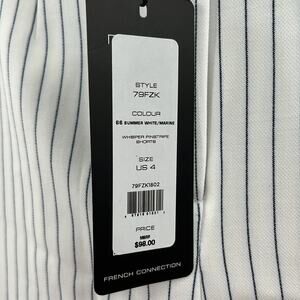 STYLE
79FZK
COLOUR
66 SUMMER WHITE/MARINE
WHISPER PINSTRIPE
SHORTS
SIZE
US 4
79FZK1802
PRICE
MSRP
$98.00
FRENCH CONNECTION